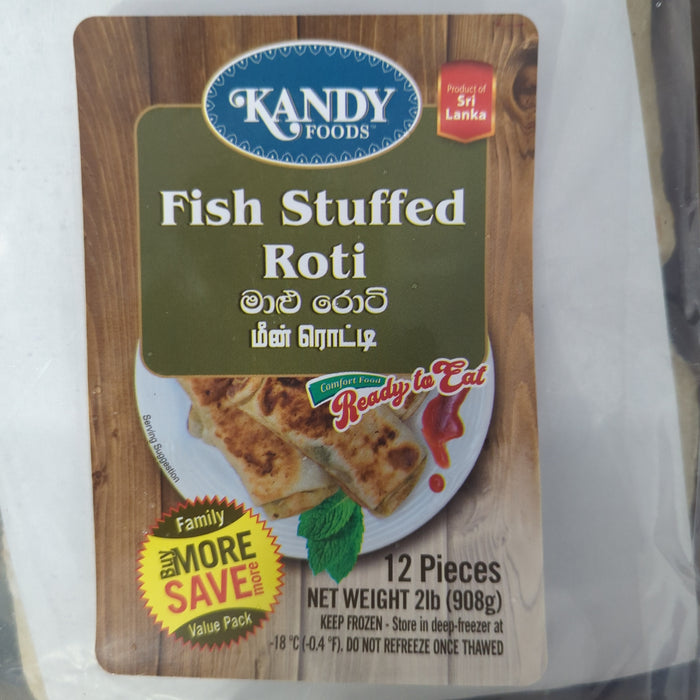 KANDY
FOODS™
Product of
Sri
Lanka
Fish Stuffed
Roti
මාළු රොටි
மீன் ரொட்டி
Comfort Food
Ready to Eat
Serving Suggestion
Family
Buy MORE
SAVE more
Value Pack
12 Pieces
NET WEIGHT 2lb (908g)
KEEP FROZEN - Store in deep-freezer at
-18 °C (-0.4 °F). DO NOT REFREEZE ONCE THAWED